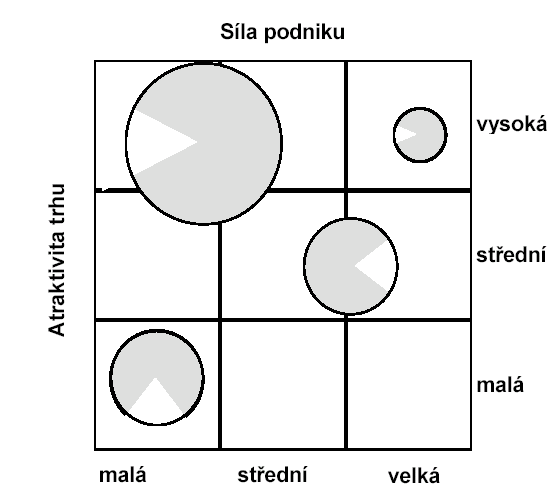 Síla podniku
vysoká
Atraktivita trhu
střední
malá
malá střední velká